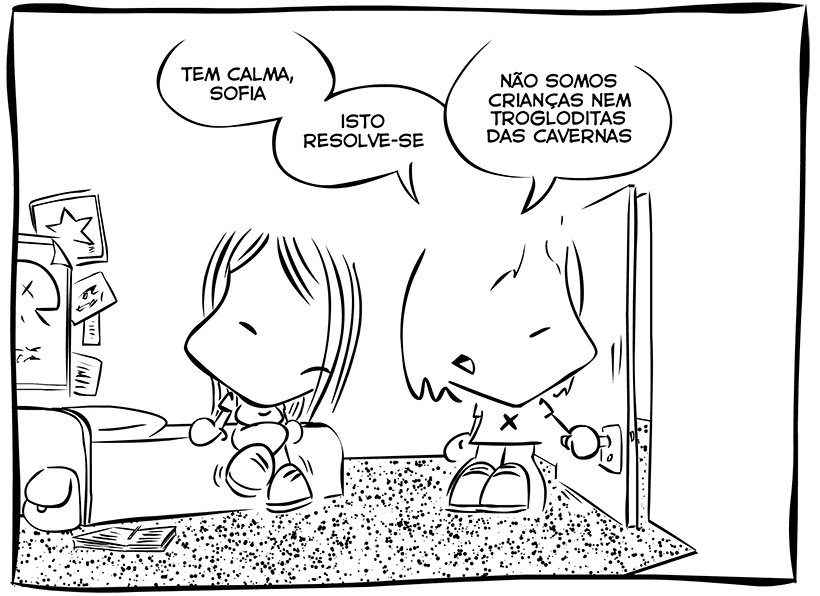 TEM CALMA,
SOFIA
ISTO
RESOLVE-SE
NÃO SOMOS
CRIANÇAS NEM
TROGLODITAS
DAS CAVERNAS